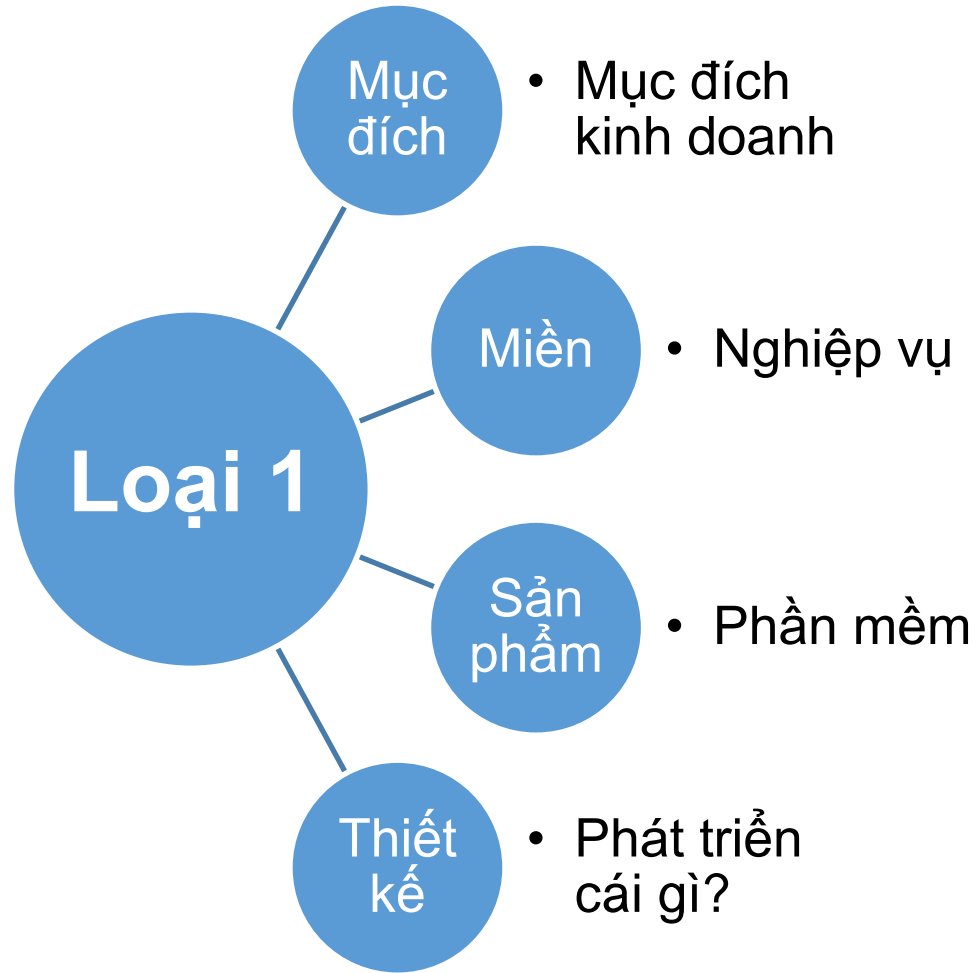 Mục
đích
• Mục đích
kinh doanh
Miền
• Nghiệp vụ
Loại 1
Sản
phẩm
• Phần mềm
Thiết
kế
• Phát triển
cái gì?